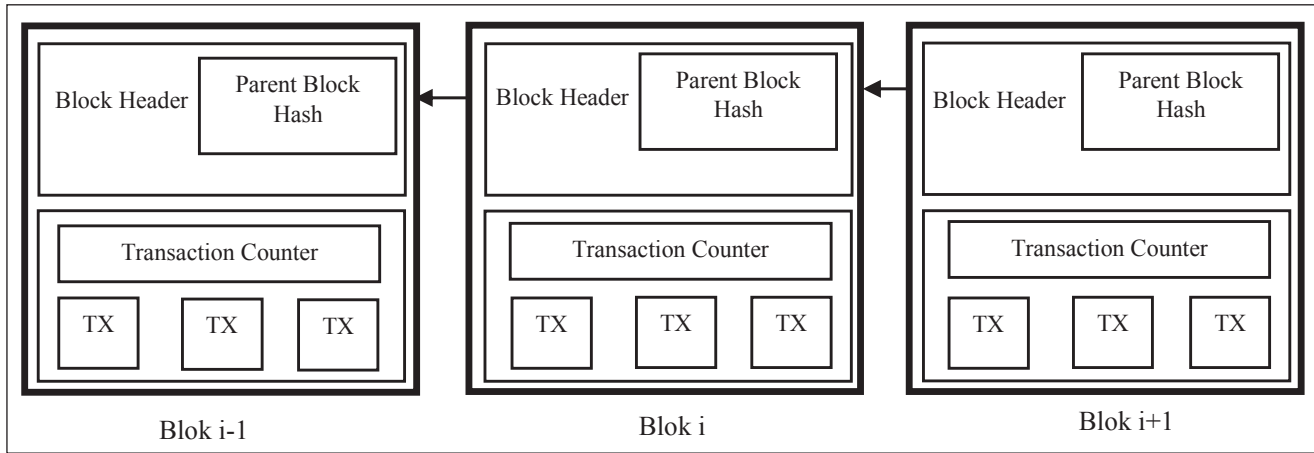 Block Header
Parent Block
Hash
Transaction Counter
TX TX TX
Blok i-1
Block Header
Parent Block
Hash
Transaction Counter
TX TX TX
Blok i
Block Header
Parent Block
Hash
Transaction Counter
TX TX TX
Blok i+1